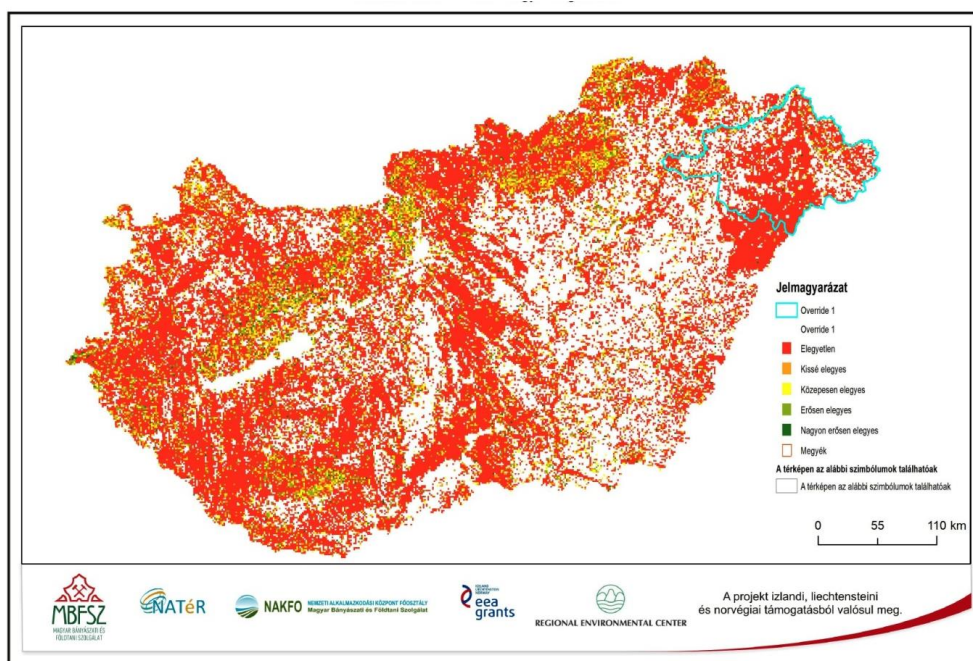 Jelmagyarázat
Override 1
Override 1
Elegyetlen
Kissé elegyes
Közepesen elegyes
Erősen elegyes
Nagyon erősen elegyes
Megyék
A térképen az alábbi szimbólumok találhatóak
A térképen az alábbi szimbólumok találhatóak
0 55 110 km
MBFSZ
MAGYAR BÁNYÁSZATI ÉS
FÖLDTANI SZOLGÁLAT
NATéR
NAKFO
NEMZETI ALKALMAZKODÁSI KÖZPONT FŐOSZTÁLY
Magyar Bányászati és Földtani Szolgálat
ICELAND
LIECHTENSTEIN
NORWAY
eea
grants
REGIONAL ENVIRONMENTAL CENTER
A projekt izlandi, liechtensteini
és norvégiai támogatásból valósul meg.